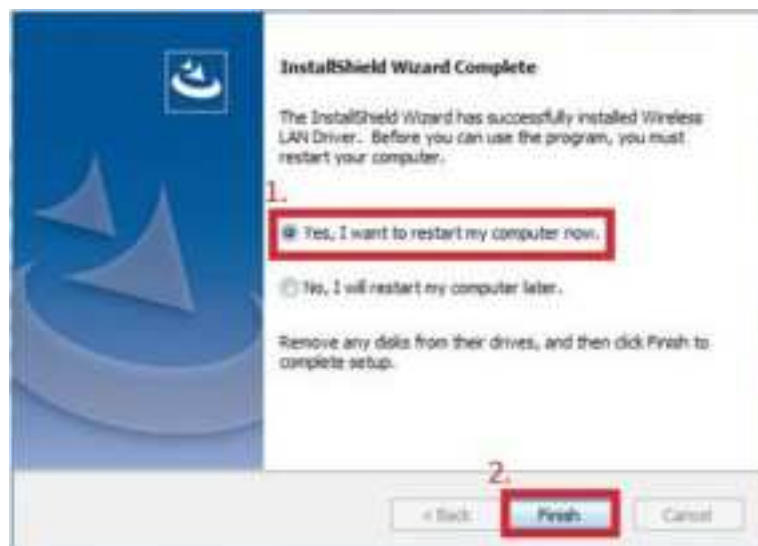 InstallShield Wizard Complete
The InstallShield Wizard has successfully installed Wireless
LAN Driver. Before you can use the program, you must
restart your computer.
1.
Yes, I want to restart my computer now.
No, I will restart my computer later.
Remove any disks from their drives, and then click Finish to
complete setup.
2.
< Back Finish Cancel